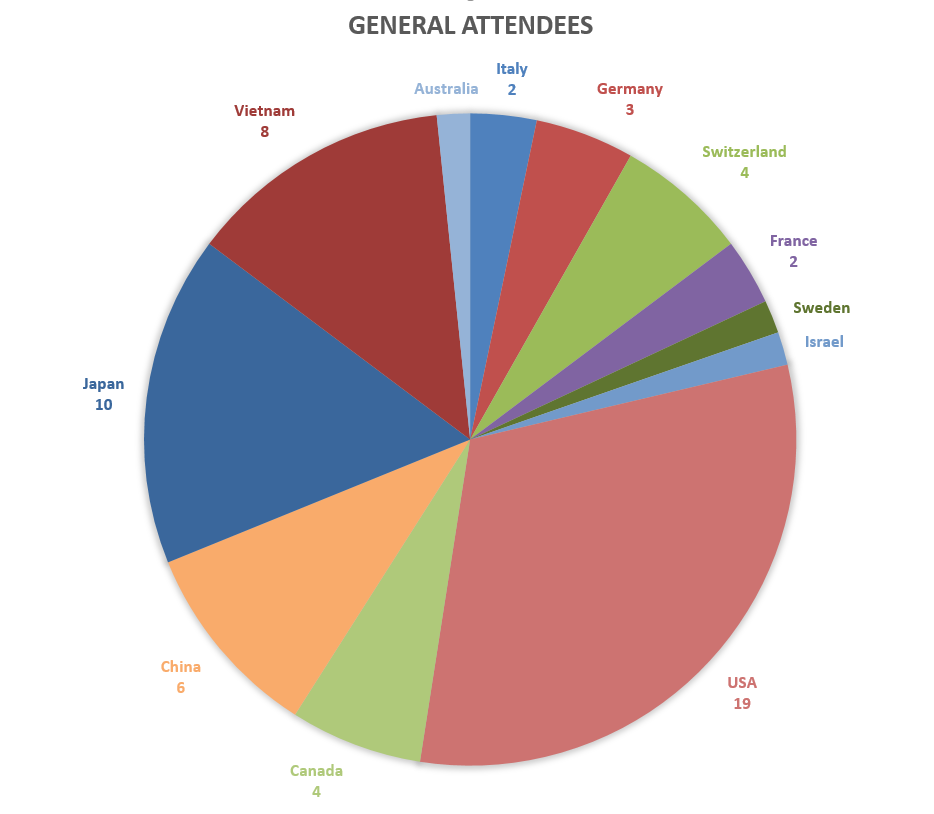 GENERAL ATTENDEES
Italy
2
Germany
3
Switzerland
4
France
2
Sweden
Israel
USA
19
Canada
4
China
6
Japan
10
Vietnam
8
Australia